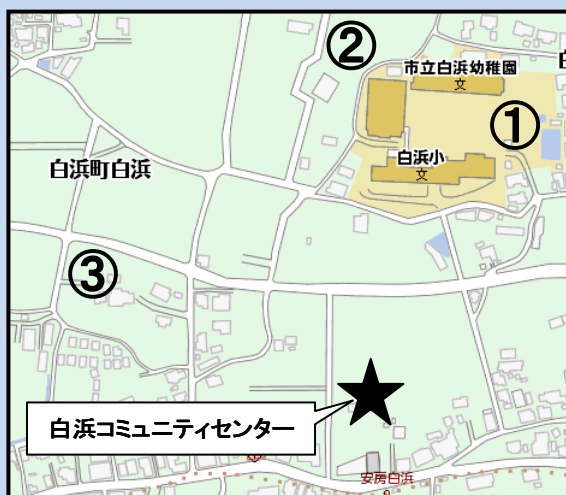 ②
市立白浜幼稚園
文
①
白浜小
文
白浜町白浜
③
白浜コミュニティセンター
安房白浜